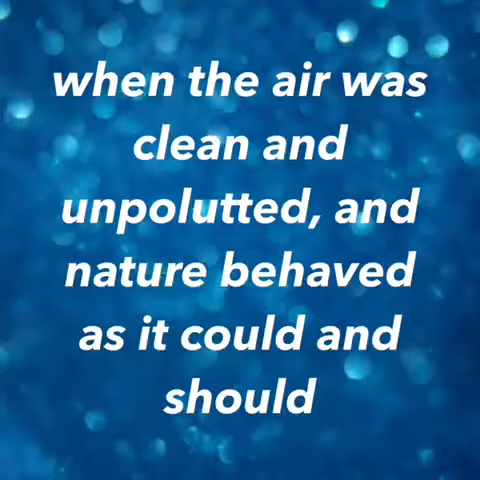 when the air was
clean and
unpolutted, and
nature behaved
as it could and
should